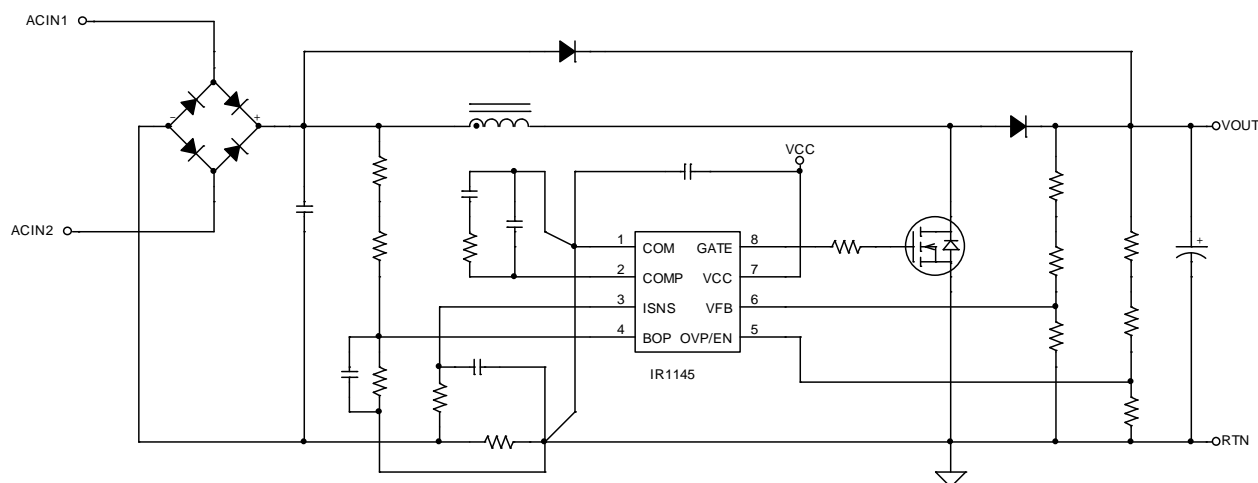 ACIN1
ACIN2
−
+
VCC
VOUT
+
1 COM GATE 8
2 COMP VCC 7
3 ISNS VFB 6
4 BOP OVP/EN 5
IR1145
RTN